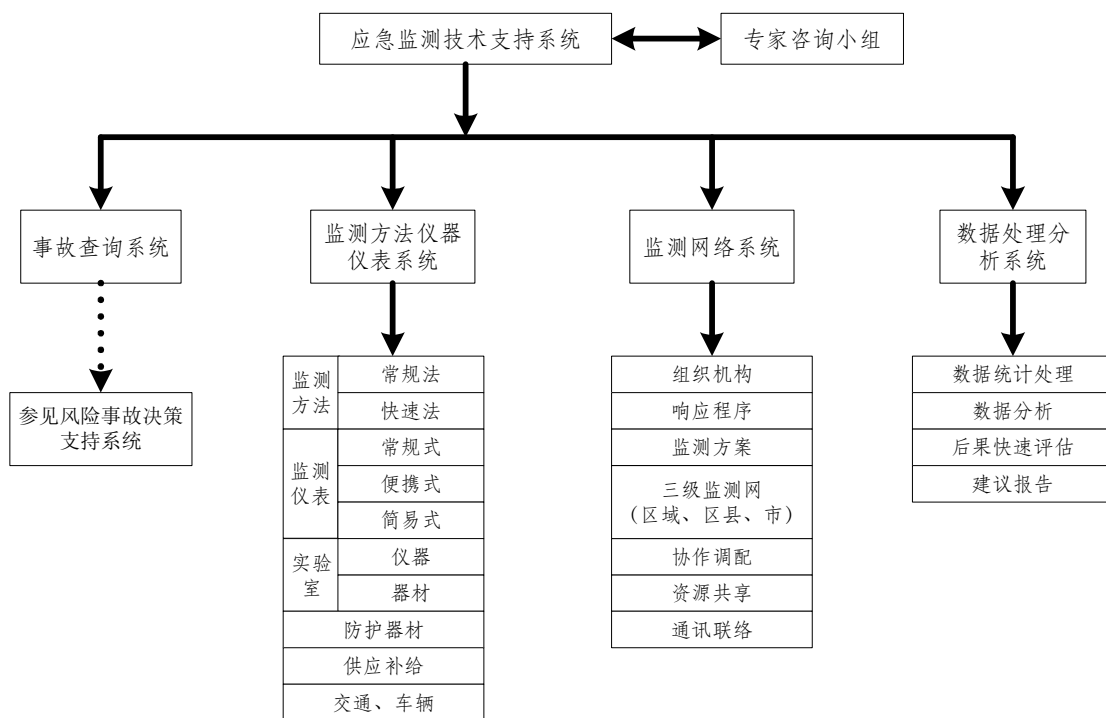 应急监测技术支持系统
专家咨询小组
事故查询系统
监测方法仪器
仪表系统
监测网络系统
数据处理分
析系统
参见风险事故决策
支持系统
监测
方法
常规法
快速法
监测
仪表
常规式
便携式
简易式
实验
室
仪器
器材
防护器材
供应补给
交通、车辆
组织机构
响应程序
监测方案
三级监测网
（区域、区县、市）
协作调配
资源共享
通讯联络
数据统计处理
数据分析
后果快速评估
建议报告